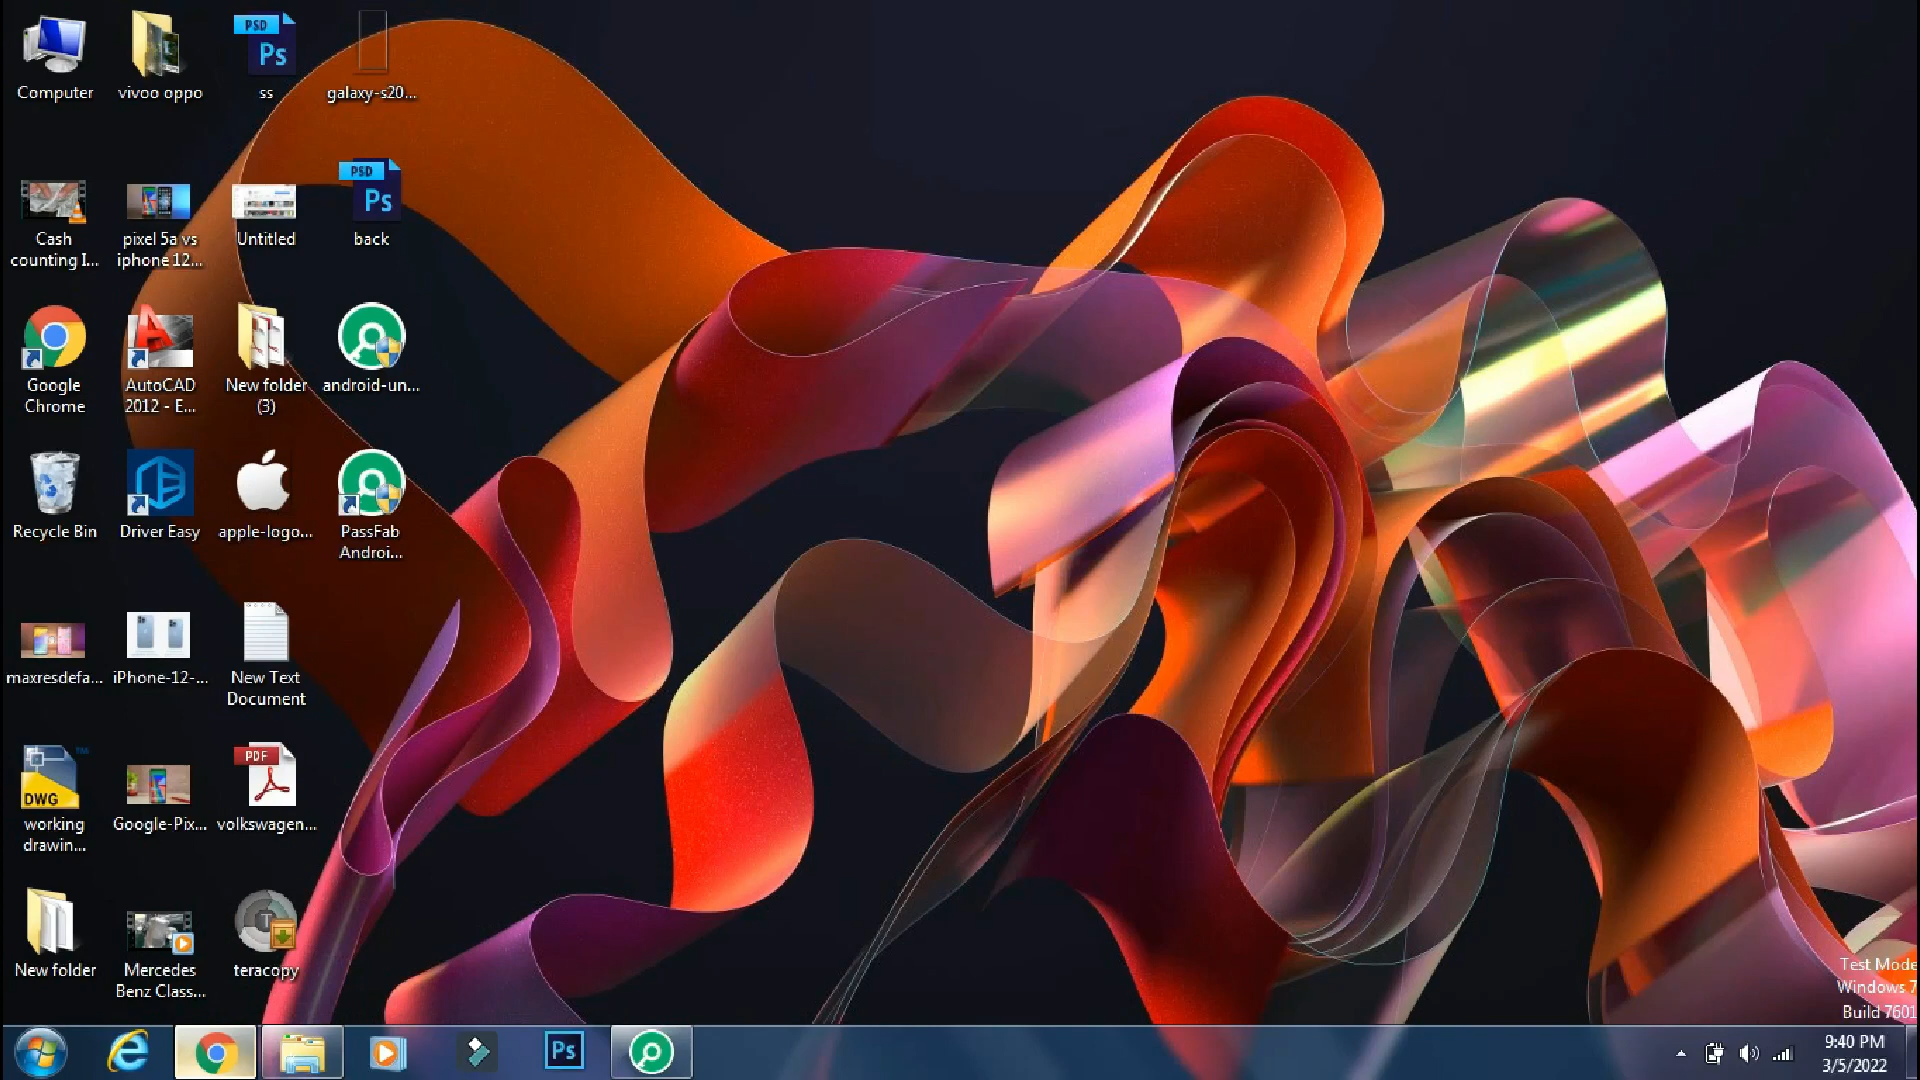 Computer
vivoo oppo
PSD
Ps
ss
galaxy-s20...
Cash
counting I...
pixel 5a vs
iphone 12...
Untitled
PSD
Ps
back
Google
Chrome
AutoCAD
2012 - E...
New folder
(3)
android-un...
Recycle Bin
Driver Easy
apple-logo...
PassFab
Androi...
maxresdefa...
iPhone-12-...
New Text
Document
DWG
working
drawin...
Google-Pix...
PDF
volkswagen...
New folder
Mercedes
Benz Class...
T
teracopy
Test Mode
Windows 7
Build 7601
Ps
9:40 PM
3/5/2022